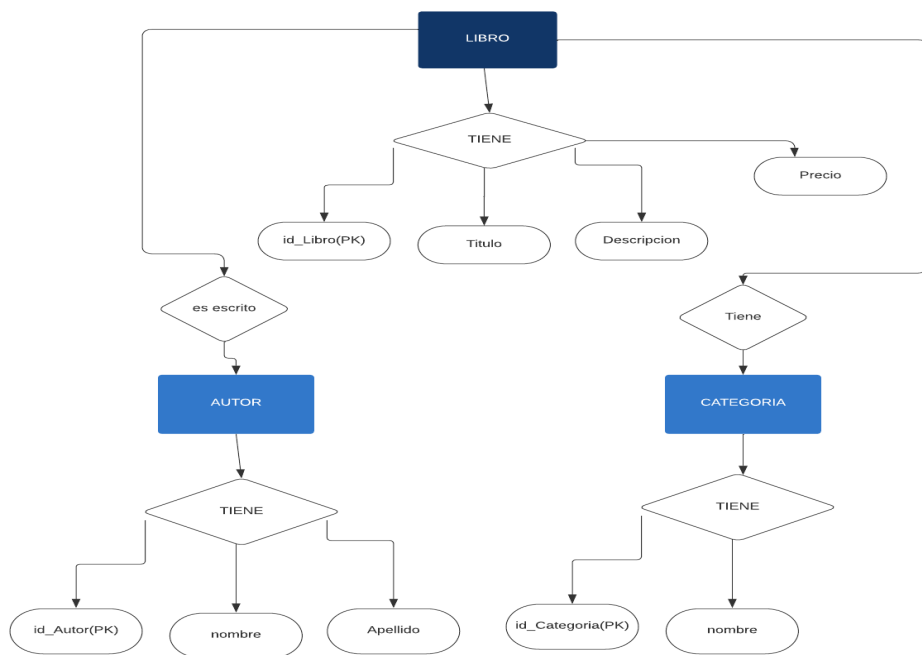 LIBRO
TIENE
Precio
id_Libro(PK)
Titulo
Descripcion
es escrito
Tiene
AUTOR
CATEGORIA
TIENE
TIENE
id_Autor(PK)
nombre
Apellido
id_Categoria(PK)
nombre